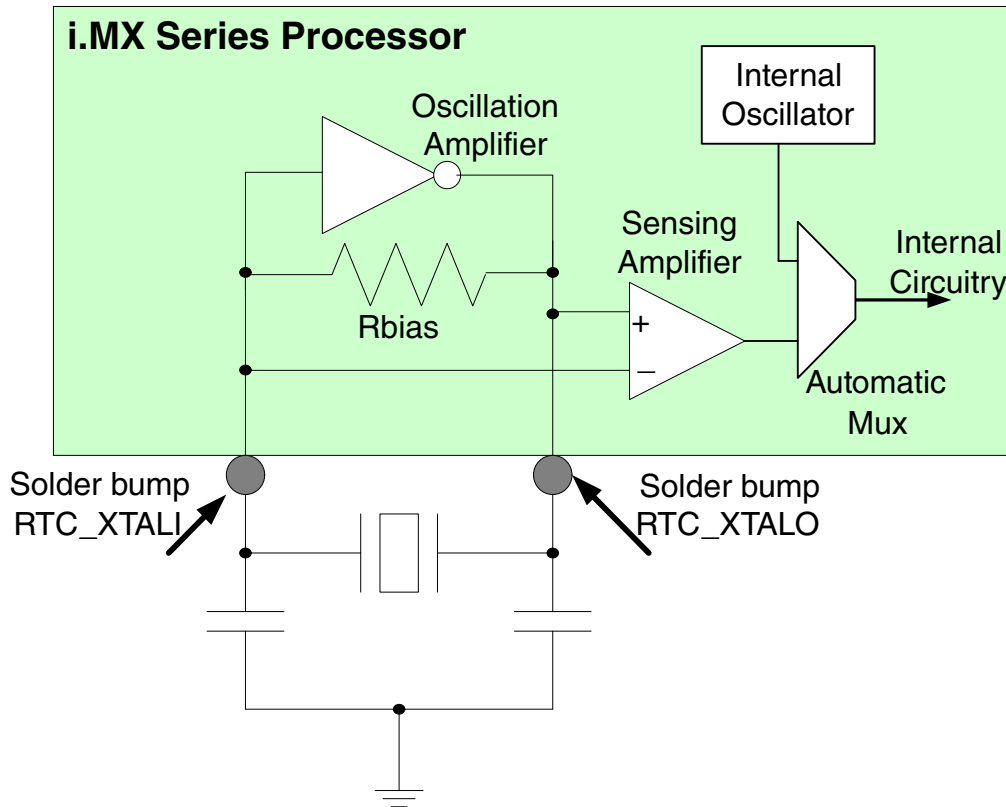 i.MX Series Processor
Internal
Oscillator
Oscillation
Amplifier
Sensing
Amplifier
Internal
Circuitry
Rbias
+
−
Automatic
Mux
Solder bump
RTC_XTALI
Solder bump
RTC_XTALO